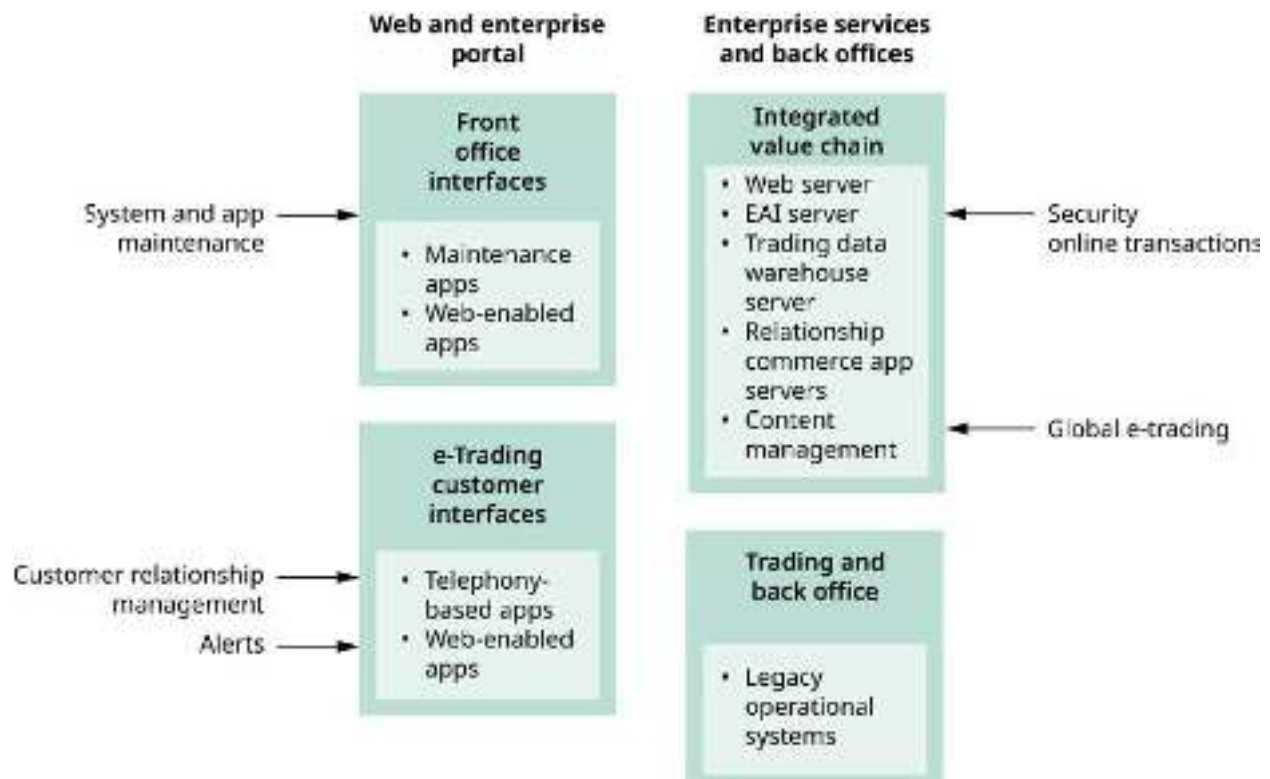 Web and enterprise
portal
Enterprise services
and back offices
Front
office
interfaces
System and app
maintenance
• Maintenance
apps
• Web-enabled
apps
e-Trading
customer
interfaces
Customer relationship
management
Alerts
• Telephony-
based apps
• Web-enabled
apps
Integrated
value chain
• Web server
• EAI server
• Trading data
warehouse
server
• Relationship
commerce app
servers
• Content
management
Security
online transactions
Global e-trading
Trading and
back office
• Legacy
operational
systems